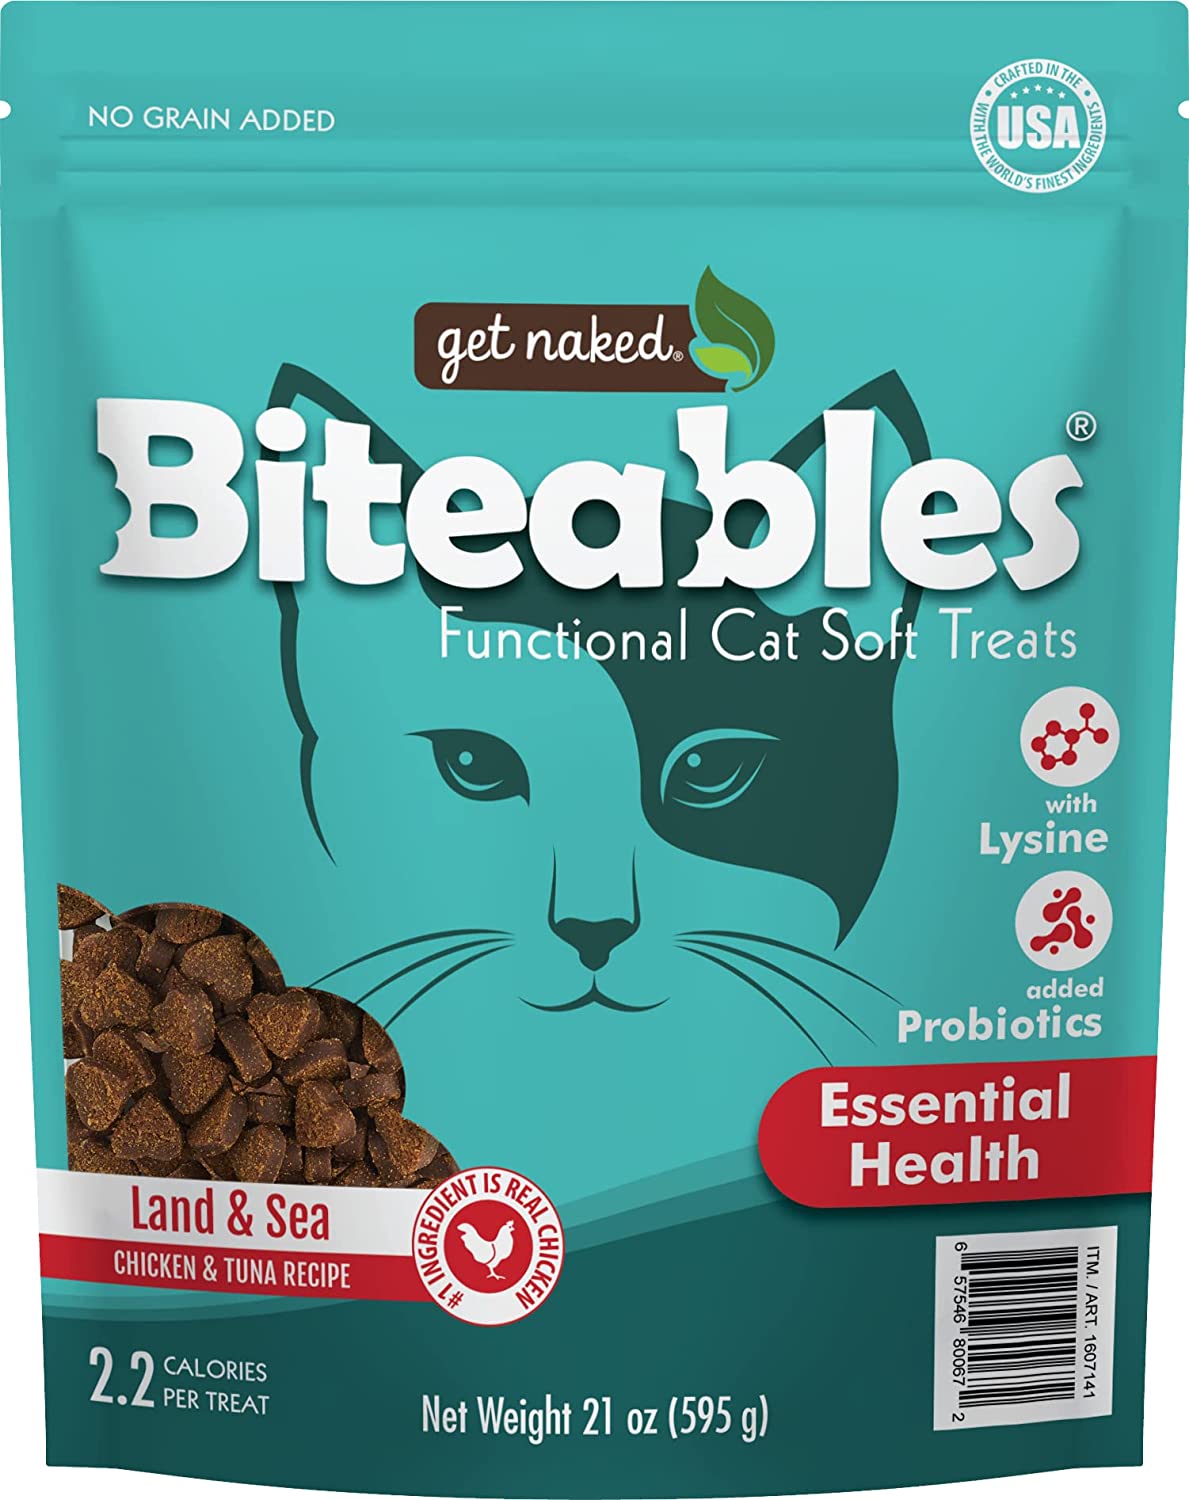 NO GRAIN ADDED
CRAFTED IN THE
USA
WITH THE WORLD'S FINEST INGREDIENTS
get naked®
Biteables®
Functional Cat Soft Treats
with
Lysine
added
Probiotics
Essential
Health
Land & Sea
CHICKEN & TUNA RECIPE
#1 INGREDIENT IS REAL CHICKEN
2.2 CALORIES
PER TREAT
Net Weight 21 oz (595 g)
ITM. / ART. 1607141
6 57546 80067 2